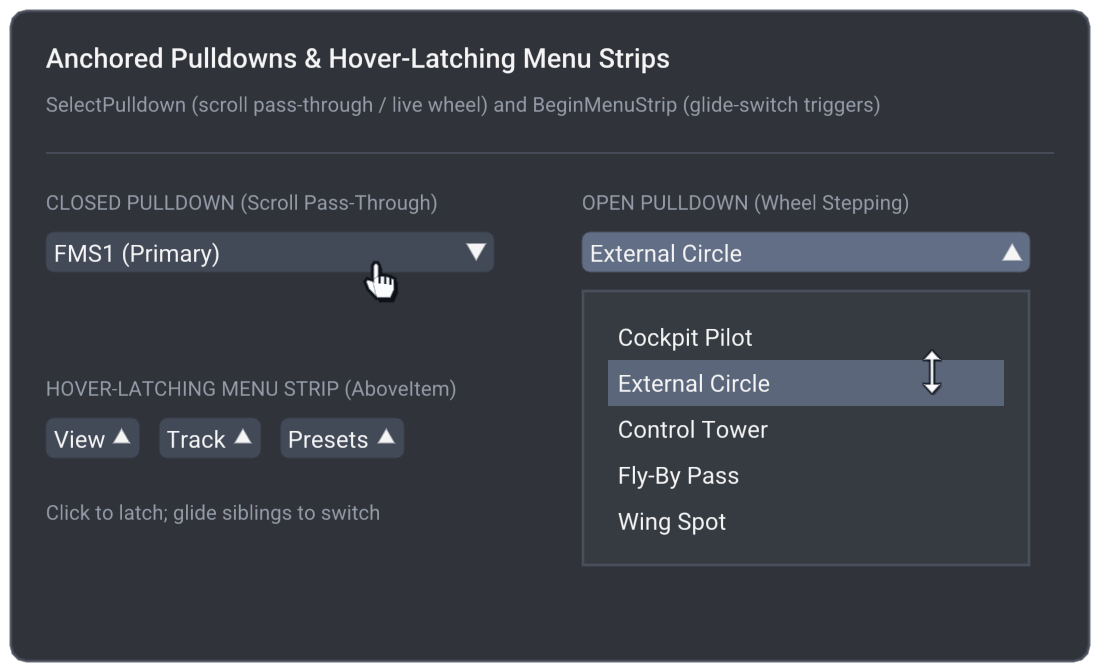 Anchored Pulldowns & Hover-Latching Menu Strips
SelectPulldown (scroll pass-through / live wheel) and BeginMenuStrip (glide-switch triggers)
CLOSED PULLDOWN (Scroll Pass-Through)
FMS1 (Primary)
HOVER-LATCHING MENU STRIP (AboveItem)
View Track Presets
Click to latch; glide siblings to switch
OPEN PULLDOWN (Wheel Stepping)
External Circle
Cockpit Pilot
External Circle
Control Tower
Fly-By Pass
Wing Spot